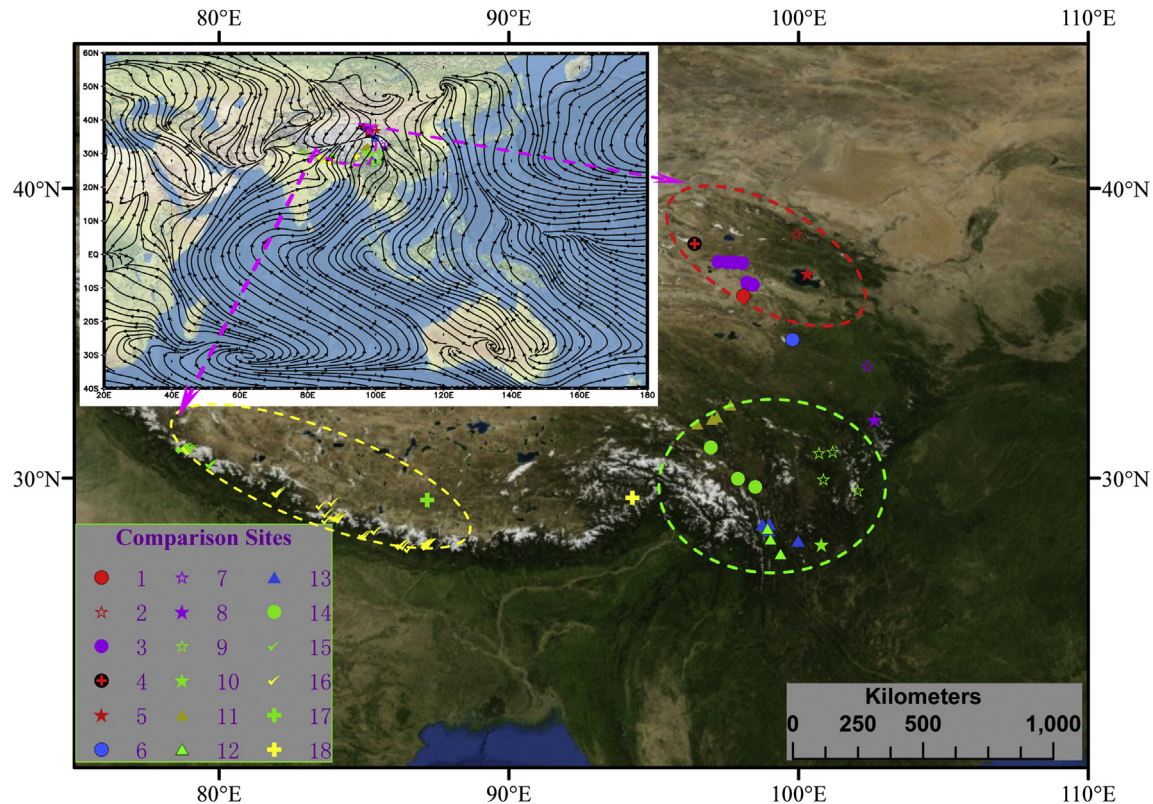 80°E 90°E 100°E 110°E
60N
50N
40N
30N
20N
10N
EQ
10S
20S
30S
40S
20E 40E 60E 80E 100E 120E 140E 160E 180
40°N 40°N
30°N 30°N
Comparison Sites
1 7 13
2 8 14
3 9 15
4 10 16
5 11 17
6 12 18
Kilometers
0 250 500 1,000
80°E 90°E 100°E 110°E